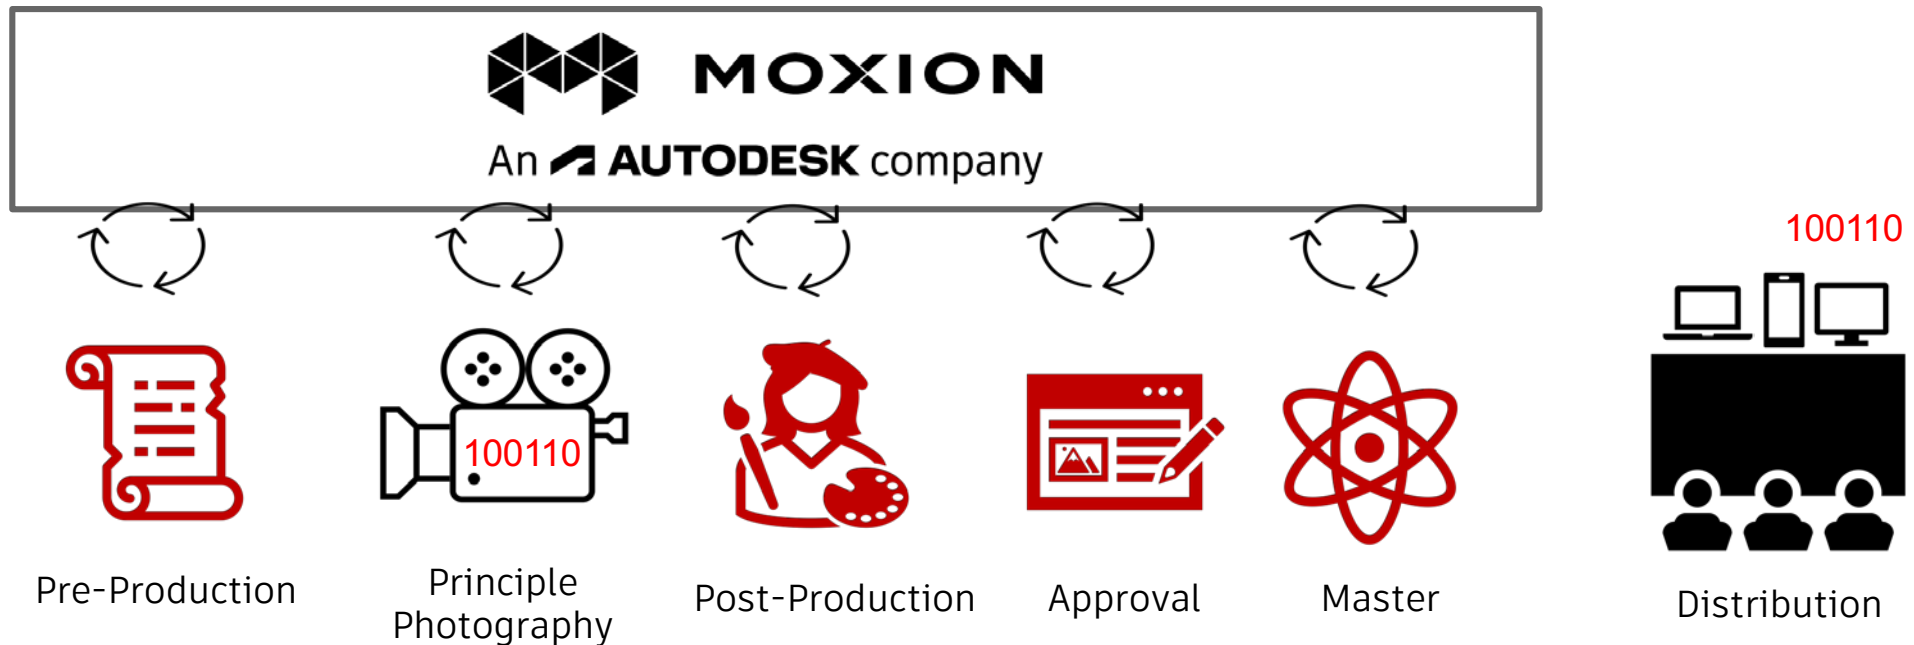 MOXION
An AUTODESK company
100110
100110
Pre-Production
Principle
Photography
Post-Production
Approval
Master
Distribution